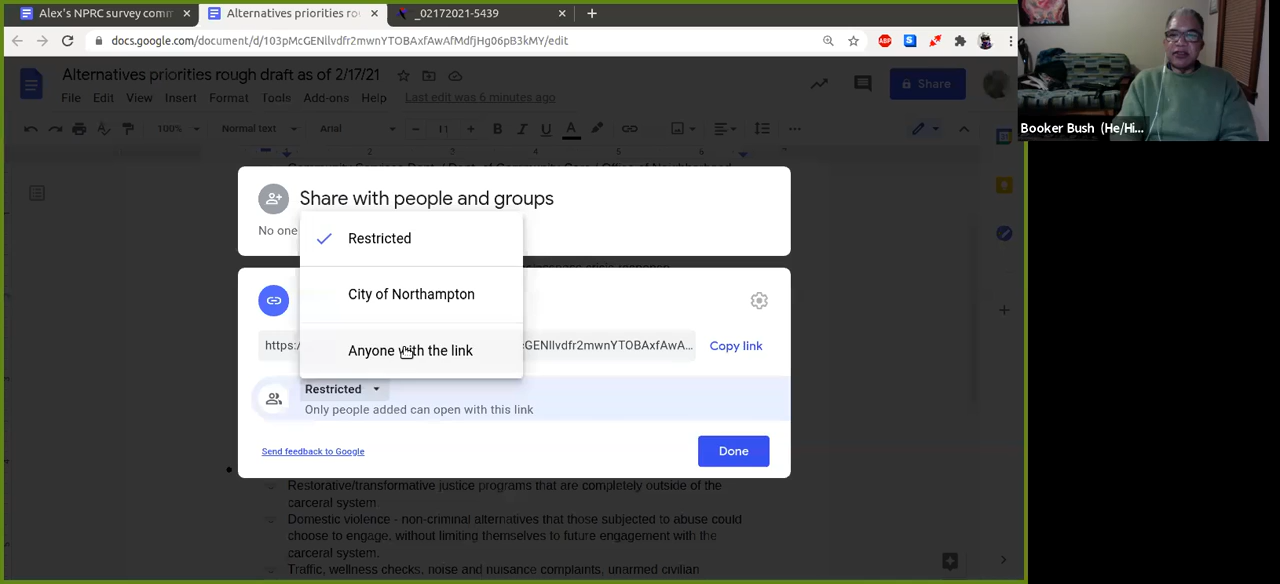 Alex's NPRC survey comm
Alternatives priorities ro
_02172021-5439
docs.google.com/document/d/103pMcGENllvdfr2mwnYTOBAxfAwAfMdfjHg06pB3kMY/edit
ABP
S
Alternatives priorities rough draft as of 2/17/21
File Edit View Insert Format Tools Add-ons Help Last edit was 6 minutes ago
Share
100% Normal text Arial 11 B I U A
Booker Bush (He/Hi...
Share with people and groups
No one
Restricted
City of Northampton
Anyone with the link
https:/
cGENllvdfr2mwnYTOBAxfAwA...
Copy link
Restricted
Only people added can open with this link
Send feedback to Google
Done
Restorative/transformative justice programs that are completely outside of the
carceral system.
Domestic violence - non-criminal alternatives that those subjected to abuse could
choose to engage, without limiting themselves to future engagement with the
carceral system.
Traffic, wellness checks, noise and nuisance complaints, unarmed civilian